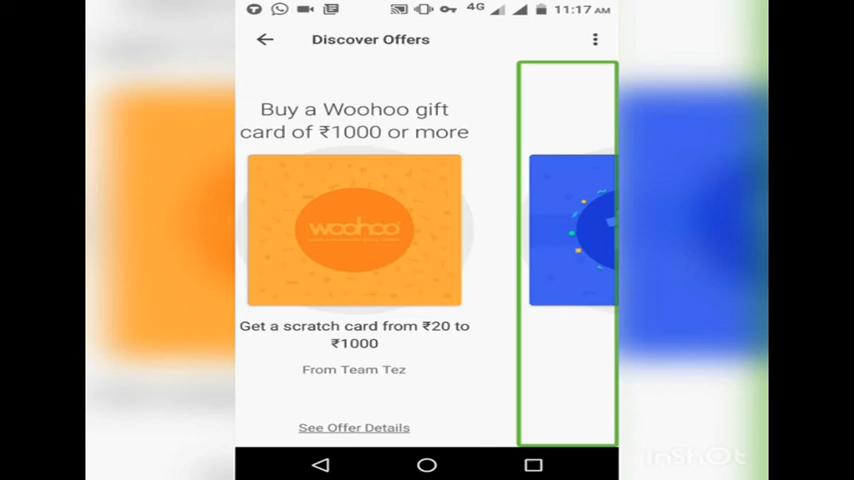 4G 11:17 AM
Discover Offers
Buy a Woohoo gift
card of ₹1000 or more
woohoo
Get a scratch card from ₹20 to
₹1000
From Team Tez
See Offer Details
InShOt